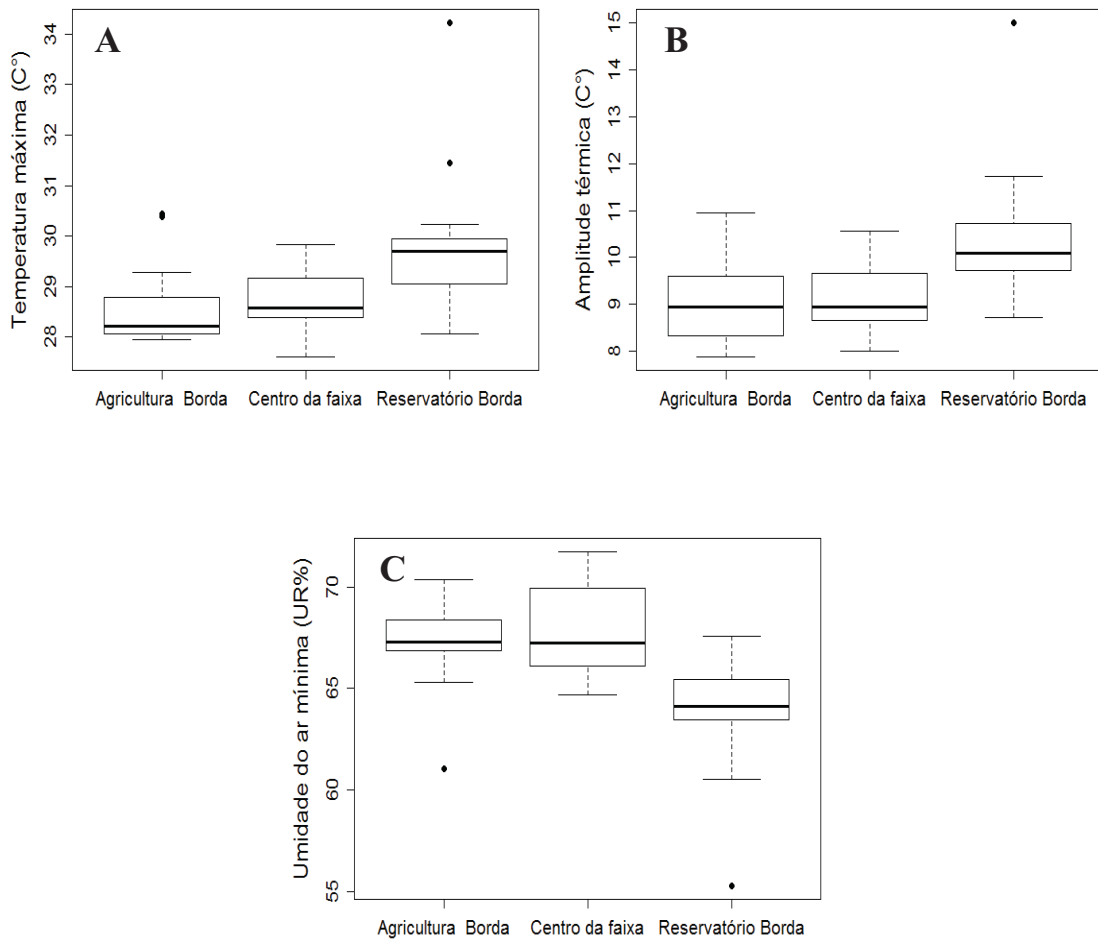 A
Temperatura máxima (C°)
34
33
32
31
30
29
28
Agricultura Borda
Centro da faixa
Reservatório Borda
B
Amplitude térmica (C°)
15
14
13
12
11
10
9
8
Agricultura Borda
Centro da faixa
Reservatório Borda
C
Umidade do ar mínima (UR%)
70
65
60
55
Agricultura Borda
Centro da faixa
Reservatório Borda